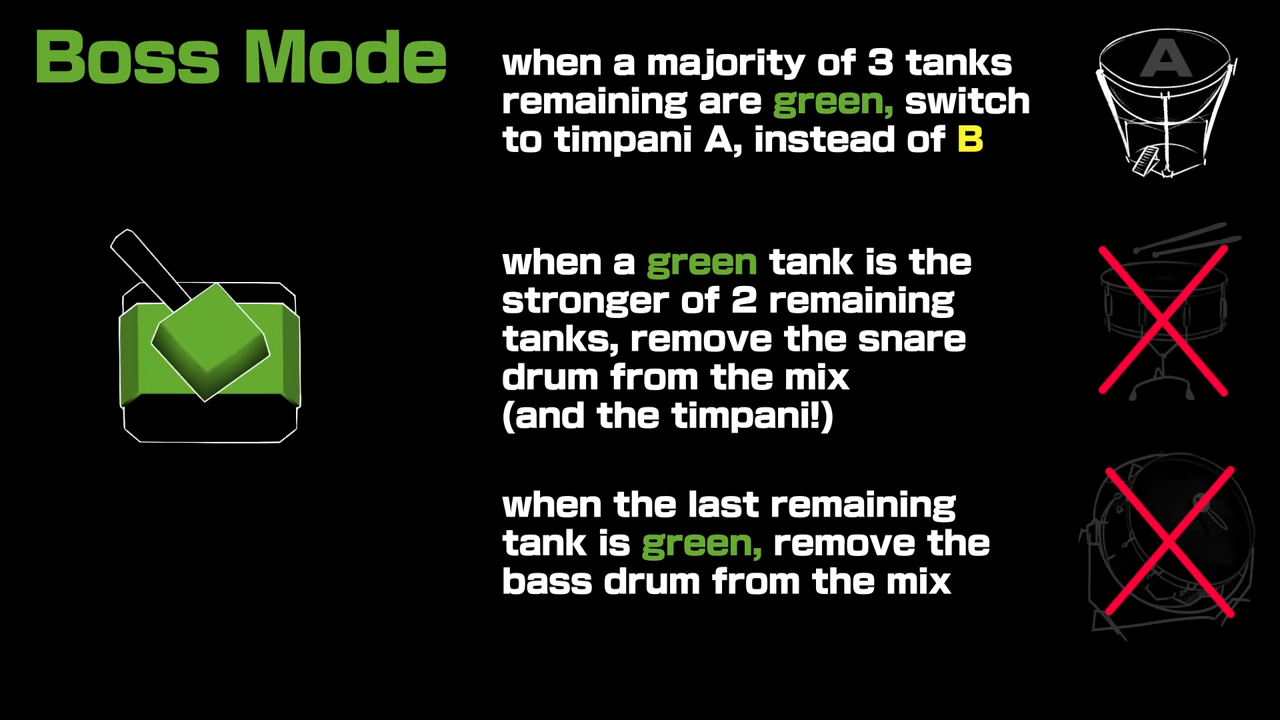 Boss Mode
when a majority of 3 tanks
remaining are green, switch
to timpani A, instead of B
A
when a green tank is the
stronger of 2 remaining
tanks, remove the snare
drum from the mix
(and the timpani!)
when the last remaining
tank is green, remove the
bass drum from the mix